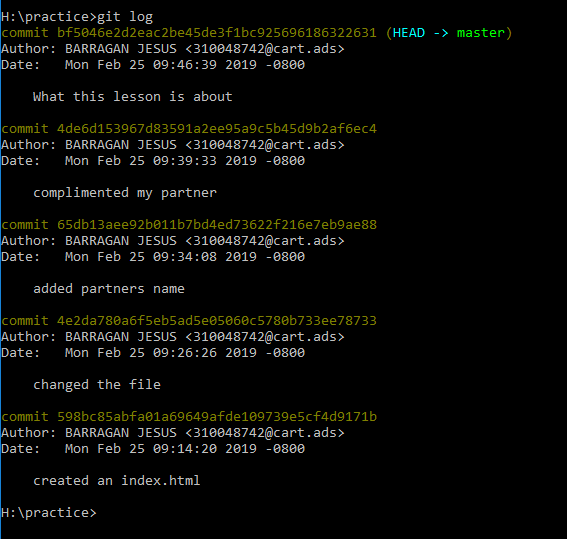 H:\practice>git log
commit bf5046e2d2eac2be45de3f1bc925696186322631 (HEAD -> master)
Author: BARRAGAN JESUS <310048742@cart.ads>
Date:   Mon Feb 25 09:46:39 2019 -0800
    What this lesson is about
commit 4de6d153967d83591a2ee95a9c5b45d9b2af6ec4
Author: BARRAGAN JESUS <310048742@cart.ads>
Date:   Mon Feb 25 09:39:33 2019 -0800
    complimented my partner
commit 65db13aee92b011b7bd4ed73622f216e7eb9ae88
Author: BARRAGAN JESUS <310048742@cart.ads>
Date:   Mon Feb 25 09:34:08 2019 -0800
    added partners name
commit 4e2da780a6f5eb5ad5e05060c5780b733ee78733
Author: BARRAGAN JESUS <310048742@cart.ads>
Date:   Mon Feb 25 09:26:26 2019 -0800
    changed the file
commit 598bc85abfa01a69649afde109739e5cf4d9171b
Author: BARRAGAN JESUS <310048742@cart.ads>
Date:   Mon Feb 25 09:14:20 2019 -0800
    created an index.html
H:\practice>